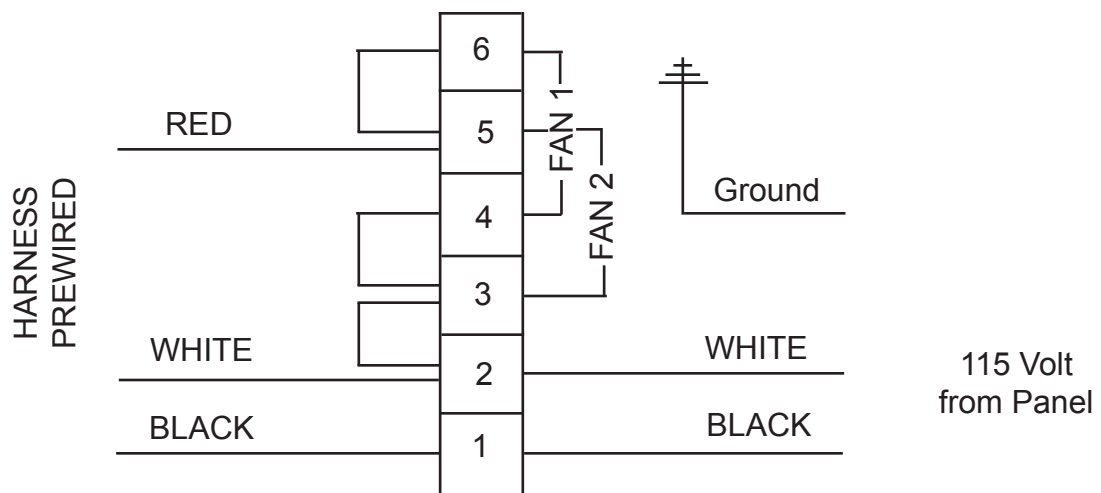 HARNESS
PREWIRED
6
FAN 1
RED
5
FAN 2
Ground
4
3
WHITE
2
WHITE
115 Volt
from Panel
BLACK
1
BLACK